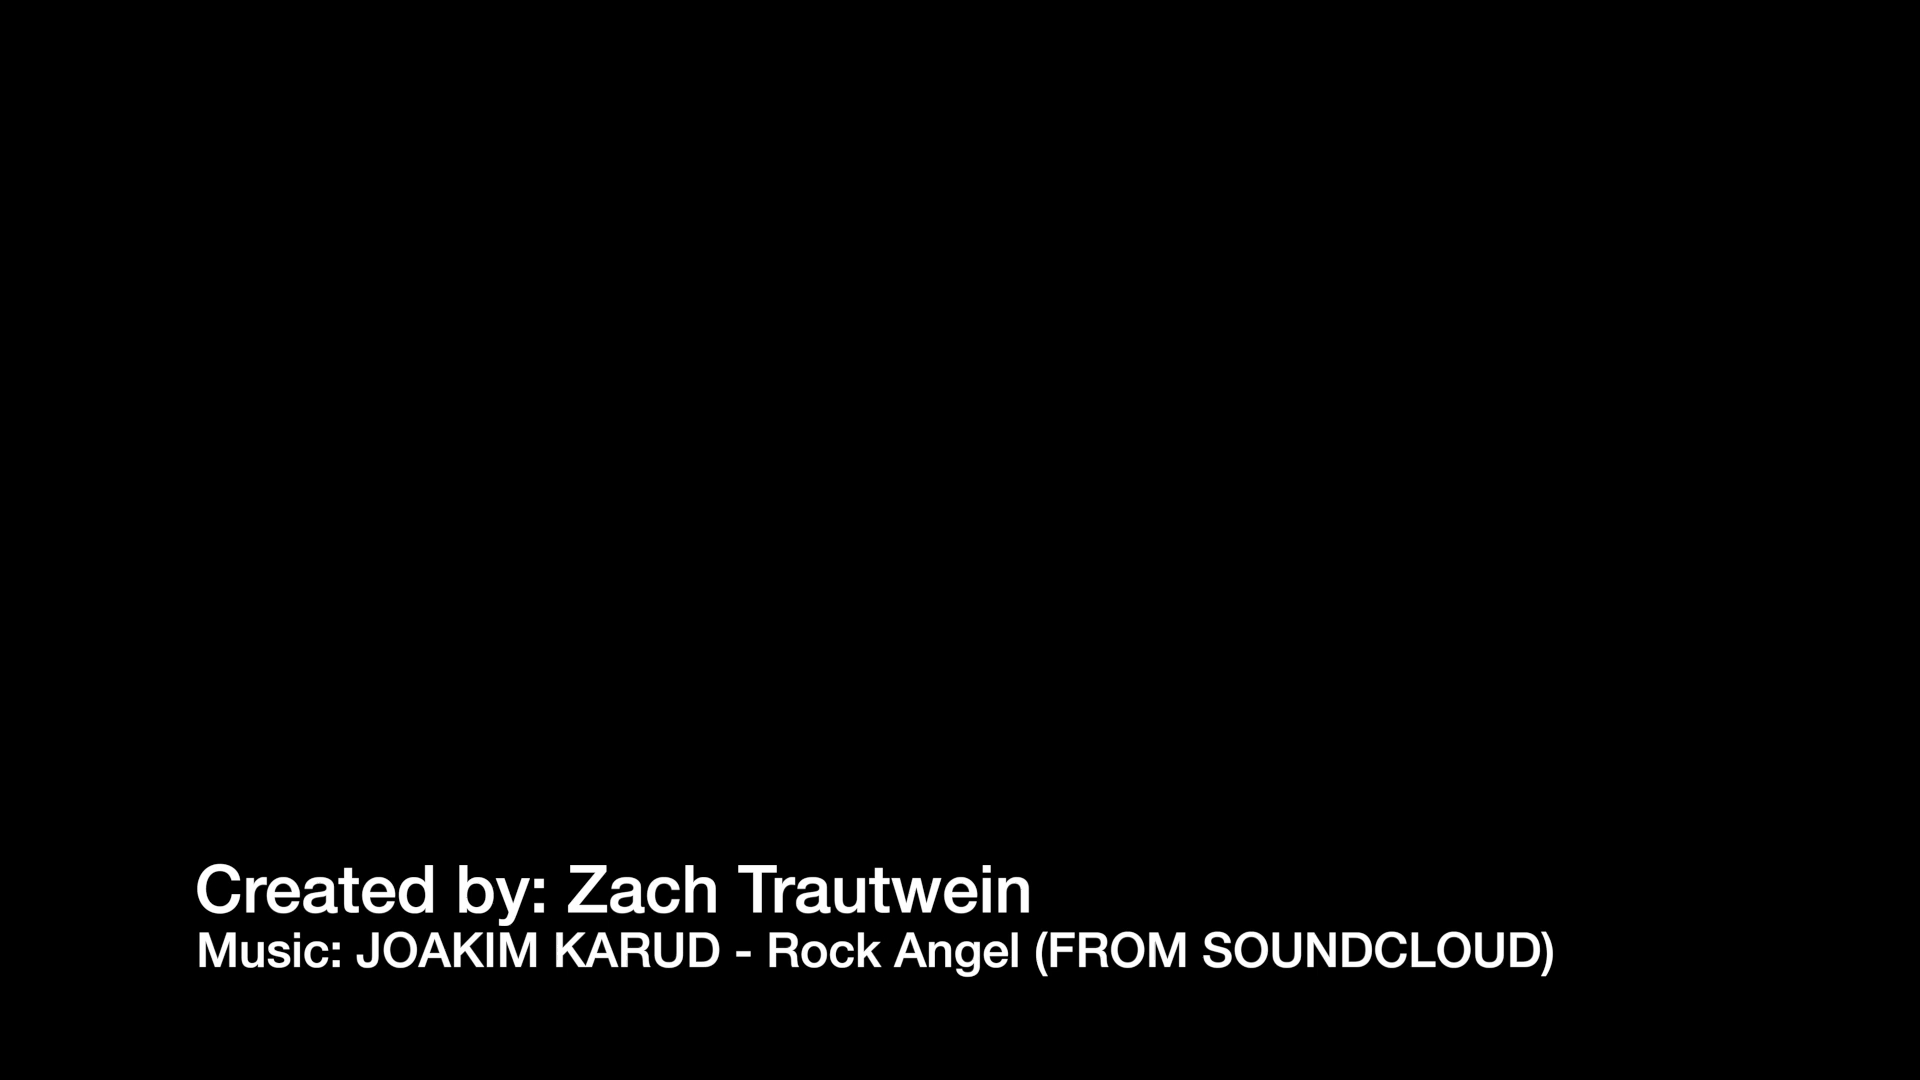 Created by: Zach Trautwein
Music: JOAKIM KARUD - Rock Angel (FROM SOUNDCLOUD)